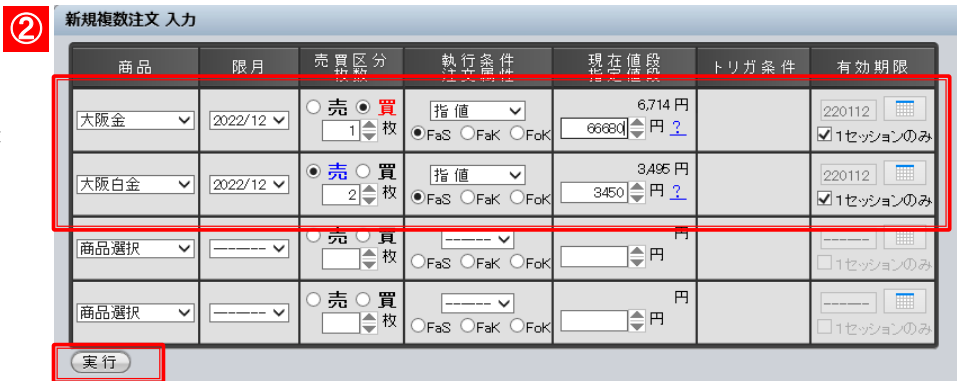 ②
新規複数注文 入力
商品 限月 売買区分 執行条件 現在値段 トリガ条件 有効期限
枚数 注文属性 指定値段
大阪金 2022/12 売 買 指値 6,714 円 220112
1 枚 FaS FaK FoK 66680 円 ? 1セッションのみ
大阪白金 2022/12 売 買 指値 3,495 円 220112
2 枚 FaS FaK FoK 3450 円 ? 1セッションのみ
商品選択 ------- 売 買 ------ 円 ------
枚 FaS FaK FoK 円 1セッションのみ
商品選択 ------- 売 買 ------ 円 ------
枚 FaS FaK FoK 円 1セッションのみ
実行